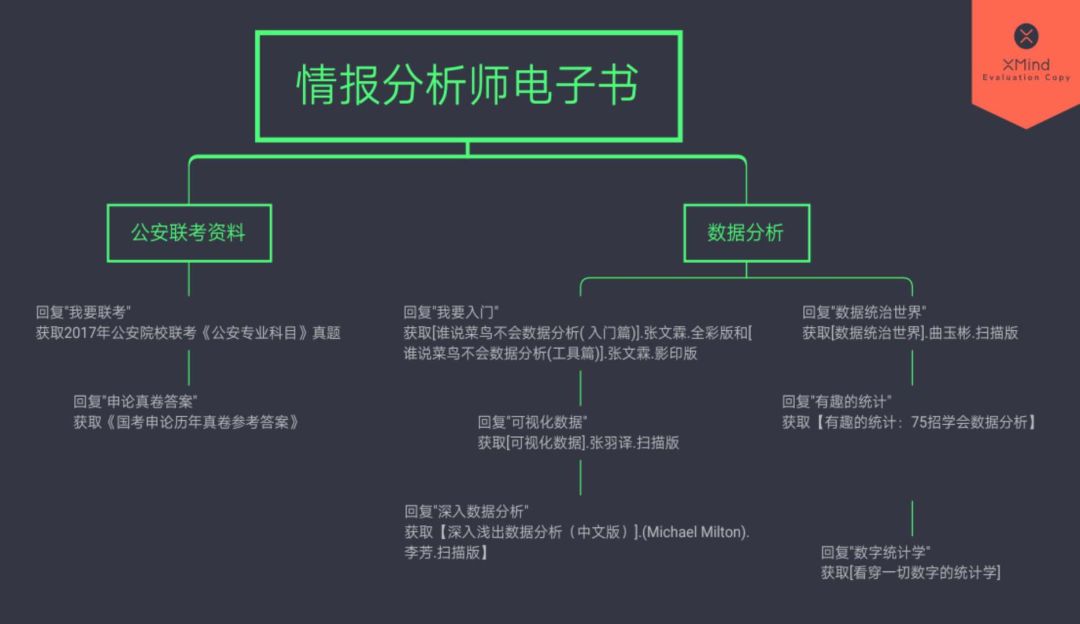 情报分析师电子书
XMind
Evaluation Copy
公安联考资料
数据分析
回复"我要联考"
获取2017年公安院校联考《公安专业科目》真题
回复"申论真卷答案"
获取《国考申论历年真卷参考答案》
回复"我要入门"
获取[谁说菜鸟不会数据分析( 入门篇)].张文霖.全彩版和[
谁说菜鸟不会数据分析(工具篇)].张文霖.影印版
回复"可视化数据"
获取[可视化数据].张羽译.扫描版
回复"深入数据分析"
获取【深入浅出数据分析（中文版）].(Michael Milton).
李芳.扫描版】
回复"数据统治世界"
获取[数据统治世界].曲玉彬.扫描版
回复"有趣的统计"
获取【有趣的统计：75招学会数据分析】
回复"数字统计学"
获取[看穿一切数字的统计学]